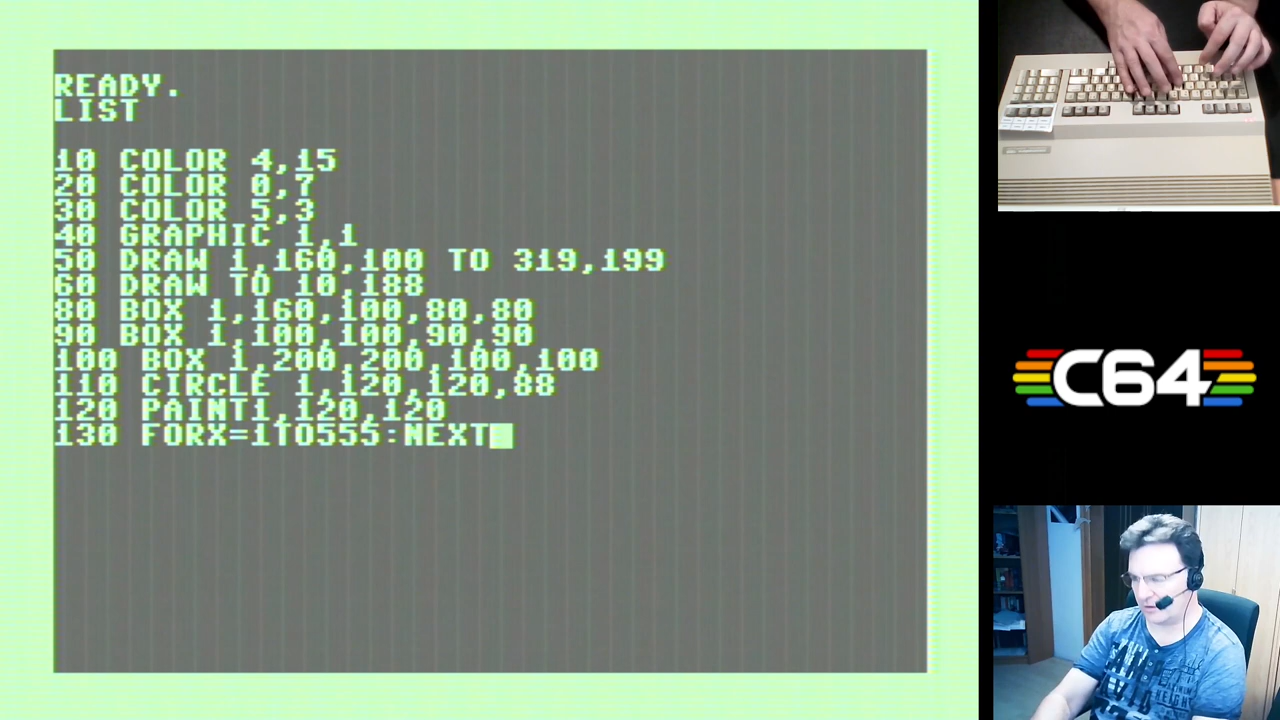 READY.
LIST
10 COLOR 4,15
20 COLOR 0,7
30 COLOR 5,3
40 GRAPHIC 1,1
50 DRAW 1,160,100 TO 319,199
60 DRAW TO 10,188
80 BOX 1,160,100,80,80
90 BOX 1,100,100,90,90
100 BOX 1,200,200,100,100
110 CIRCLE 1,120,120,88
120 PAINT1,120,120
130 FORX=1TO555:NEXT
C64